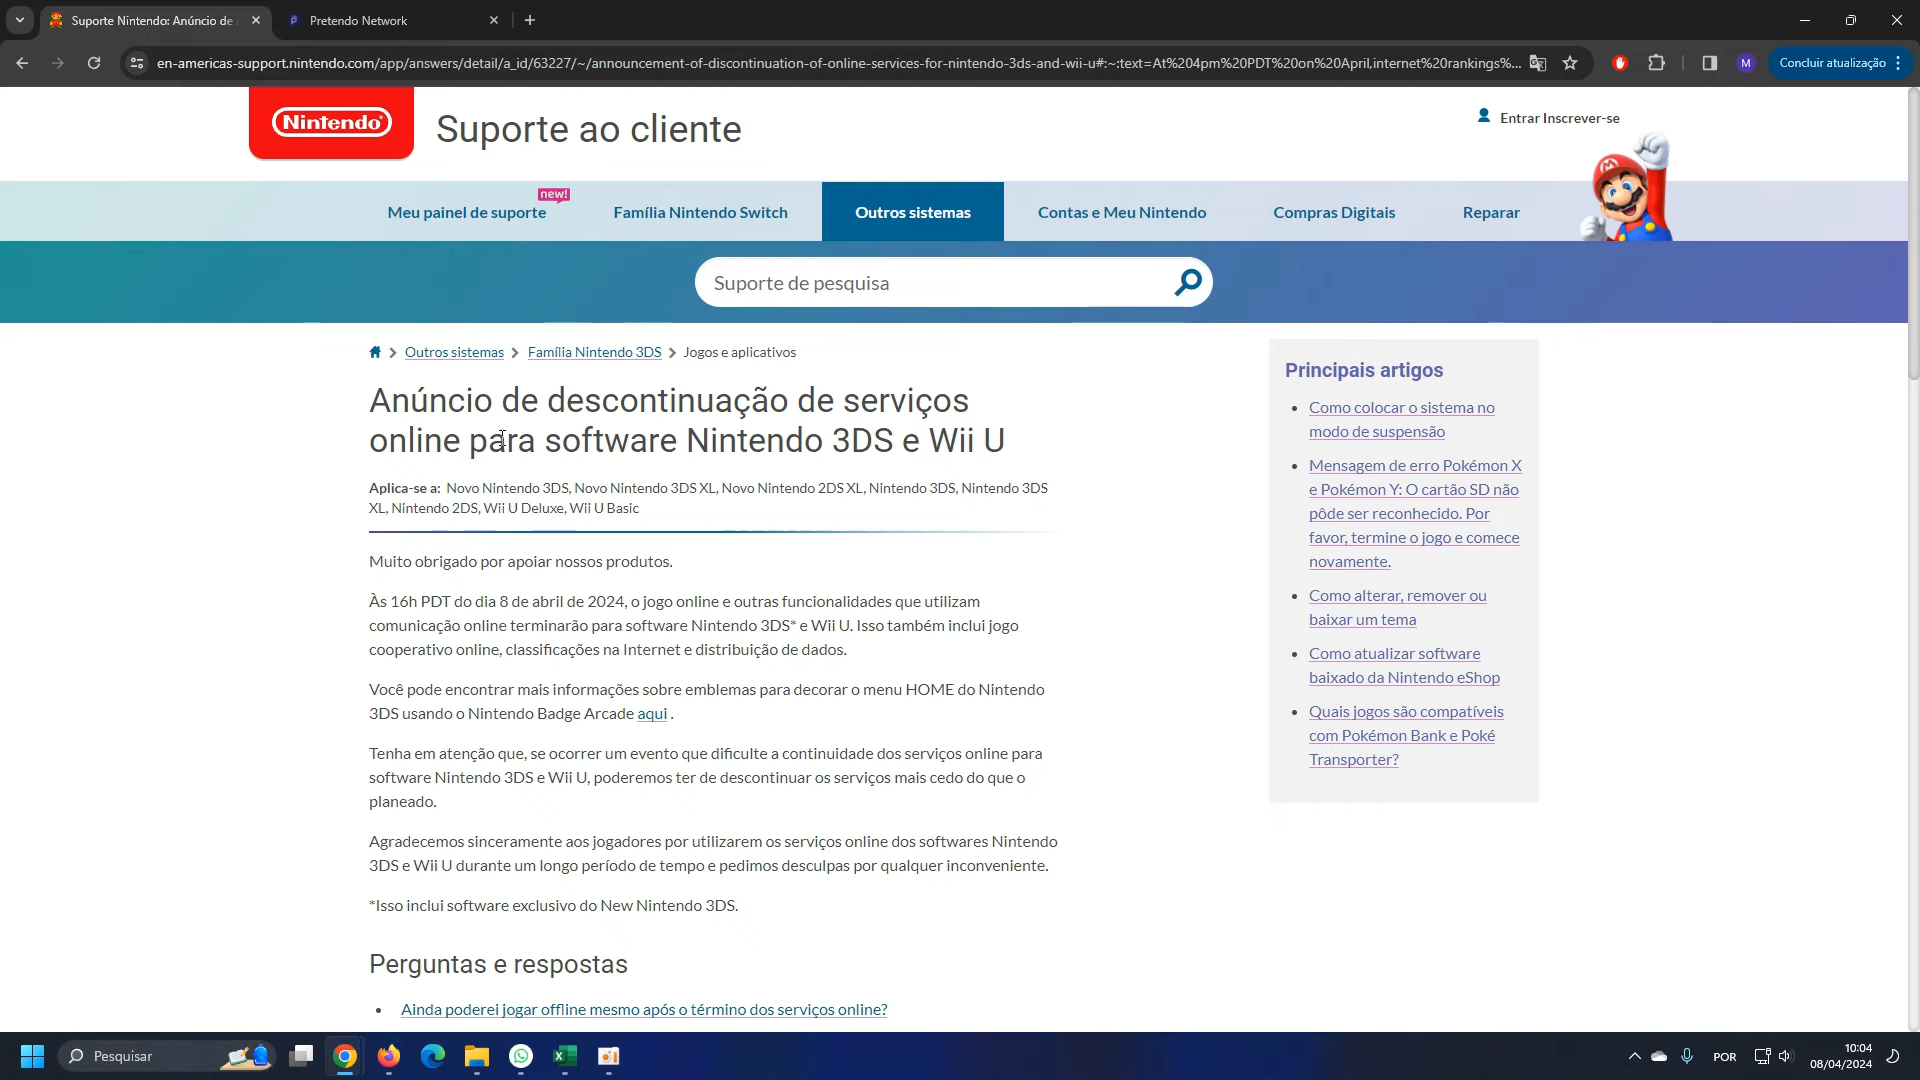 Suporte Nintendo: Anúncio de
Pretendo Network
en-americas-support.nintendo.com/app/answers/detail/a_id/63227/~/announcement-of-discontinuation-of-online-services-for-nintendo-3ds-and-wii-u#:~:text=At%204pm%20PDT%20on%20April,internet%20rankings%...
M
Concluir atualização
Nintendo
Suporte ao cliente
Entrar Inscrever-se
new!
Meu painel de suporte
Família Nintendo Switch
Outros sistemas
Contas e Meu Nintendo
Compras Digitais
Reparar
Suporte de pesquisa
Outros sistemas
Família Nintendo 3DS
Jogos e aplicativos
Anúncio de descontinuação de serviços
online para software Nintendo 3DS e Wii U
Aplica-se a: Novo Nintendo 3DS, Novo Nintendo 3DS XL, Novo Nintendo 2DS XL, Nintendo 3DS, Nintendo 3DS
XL, Nintendo 2DS, Wii U Deluxe, Wii U Basic
Muito obrigado por apoiar nossos produtos.
Às 16h PDT do dia 8 de abril de 2024, o jogo online e outras funcionalidades que utilizam
comunicação online terminarão para software Nintendo 3DS* e Wii U. Isso também inclui jogo
cooperativo online, classificações na Internet e distribuição de dados.
Você pode encontrar mais informações sobre emblemas para decorar o menu HOME do Nintendo
3DS usando o Nintendo Badge Arcade aqui .
Tenha em atenção que, se ocorrer um evento que dificulte a continuidade dos serviços online para
software Nintendo 3DS e Wii U, poderemos ter de descontinuar os serviços mais cedo do que o
planeado.
Agradecemos sinceramente aos jogadores por utilizarem os serviços online dos softwares Nintendo
3DS e Wii U durante um longo período de tempo e pedimos desculpas por qualquer inconveniente.
*Isso inclui software exclusivo do New Nintendo 3DS.
Perguntas e respostas
Ainda poderei jogar offline mesmo após o término dos serviços online?
Principais artigos
Como colocar o sistema no
modo de suspensão
Mensagem de erro Pokémon X
e Pokémon Y: O cartão SD não
pôde ser reconhecido. Por
favor, termine o jogo e comece
novamente.
Como alterar, remover ou
baixar um tema
Como atualizar software
baixado da Nintendo eShop
Quais jogos são compatíveis
com Pokémon Bank e Poké
Transporter?
Pesquisar
POR
10:04
08/04/2024